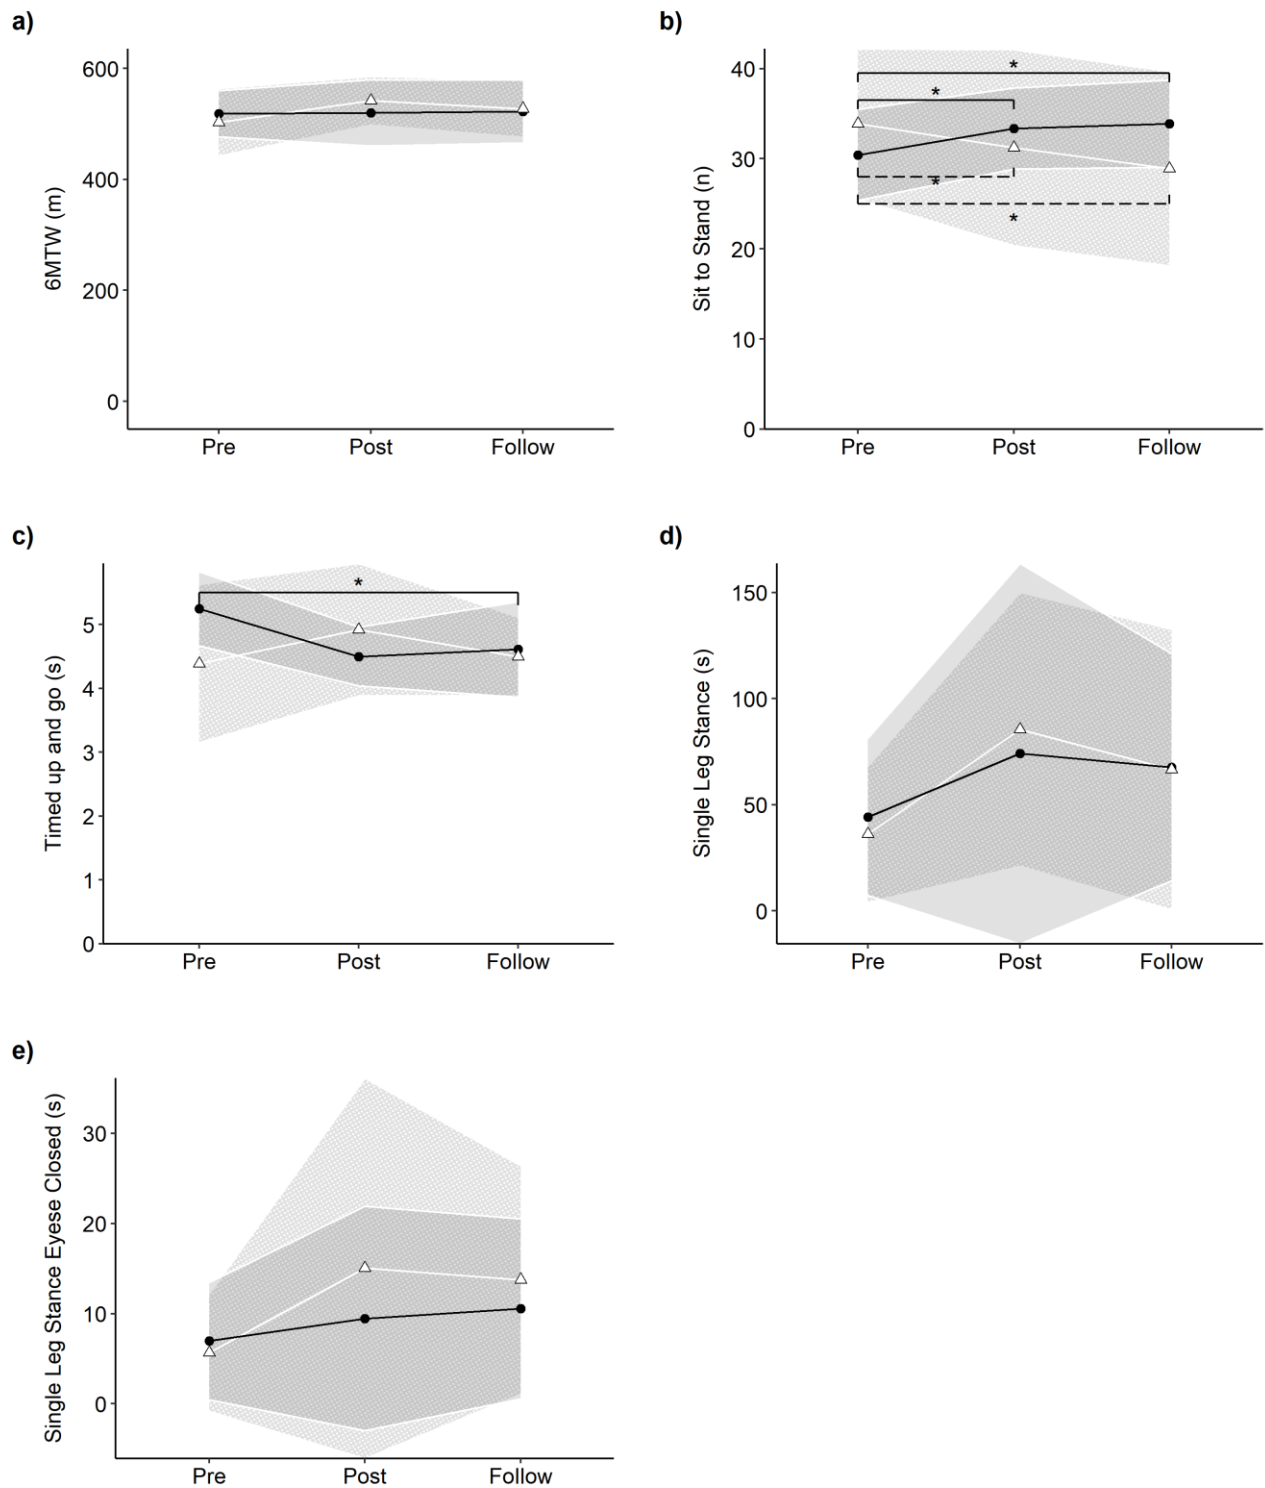 a)
600
400
200
0
6MTW (m)
Pre Post Follow
b)
40
30
20
10
0
Sit to Stand (n)
*
*
*
*
Pre Post Follow
c)
5
4
3
2
1
0
Timed up and go (s)
*
Pre Post Follow
d)
150
100
50
0
Single Leg Stance (s)
Pre Post Follow
e)
30
20
10
0
Single Leg Stance Eyese Closed (s)
Pre Post Follow